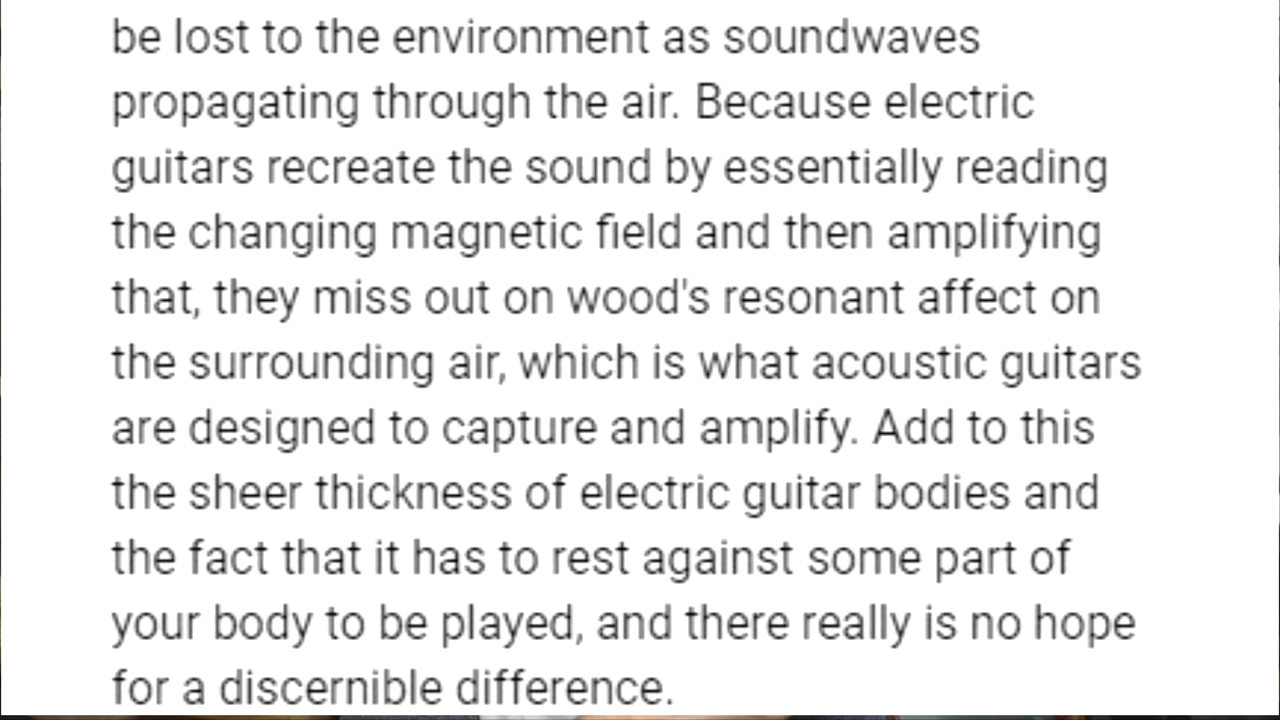 be lost to the environment as soundwaves
propagating through the air. Because electric
guitars recreate the sound by essentially reading
the changing magnetic field and then amplifying
that, they miss out on wood's resonant affect on
the surrounding air, which is what acoustic guitars
are designed to capture and amplify. Add to this
the sheer thickness of electric guitar bodies and
the fact that it has to rest against some part of
your body to be played, and there really is no hope
for a discernible difference.